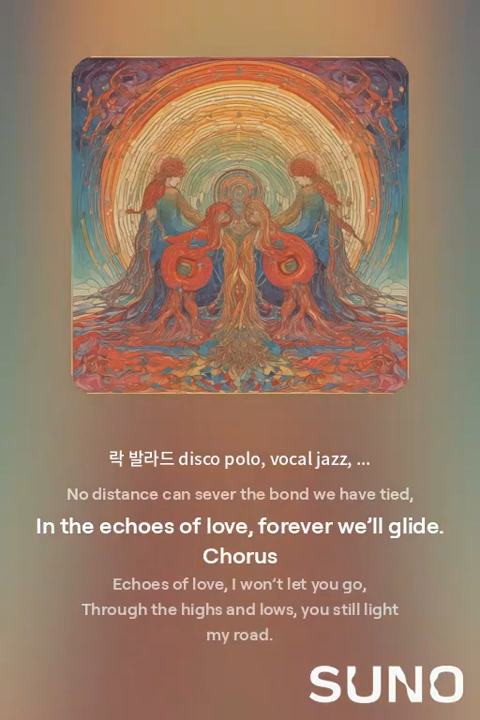 락 발라드 disco polo, vocal jazz, ...
No distance can sever the bond we have tied,
In the echoes of love, forever we’ll glide.
Chorus
Echoes of love, I won’t let you go,
Through the highs and lows, you still light
my road.
SUNO